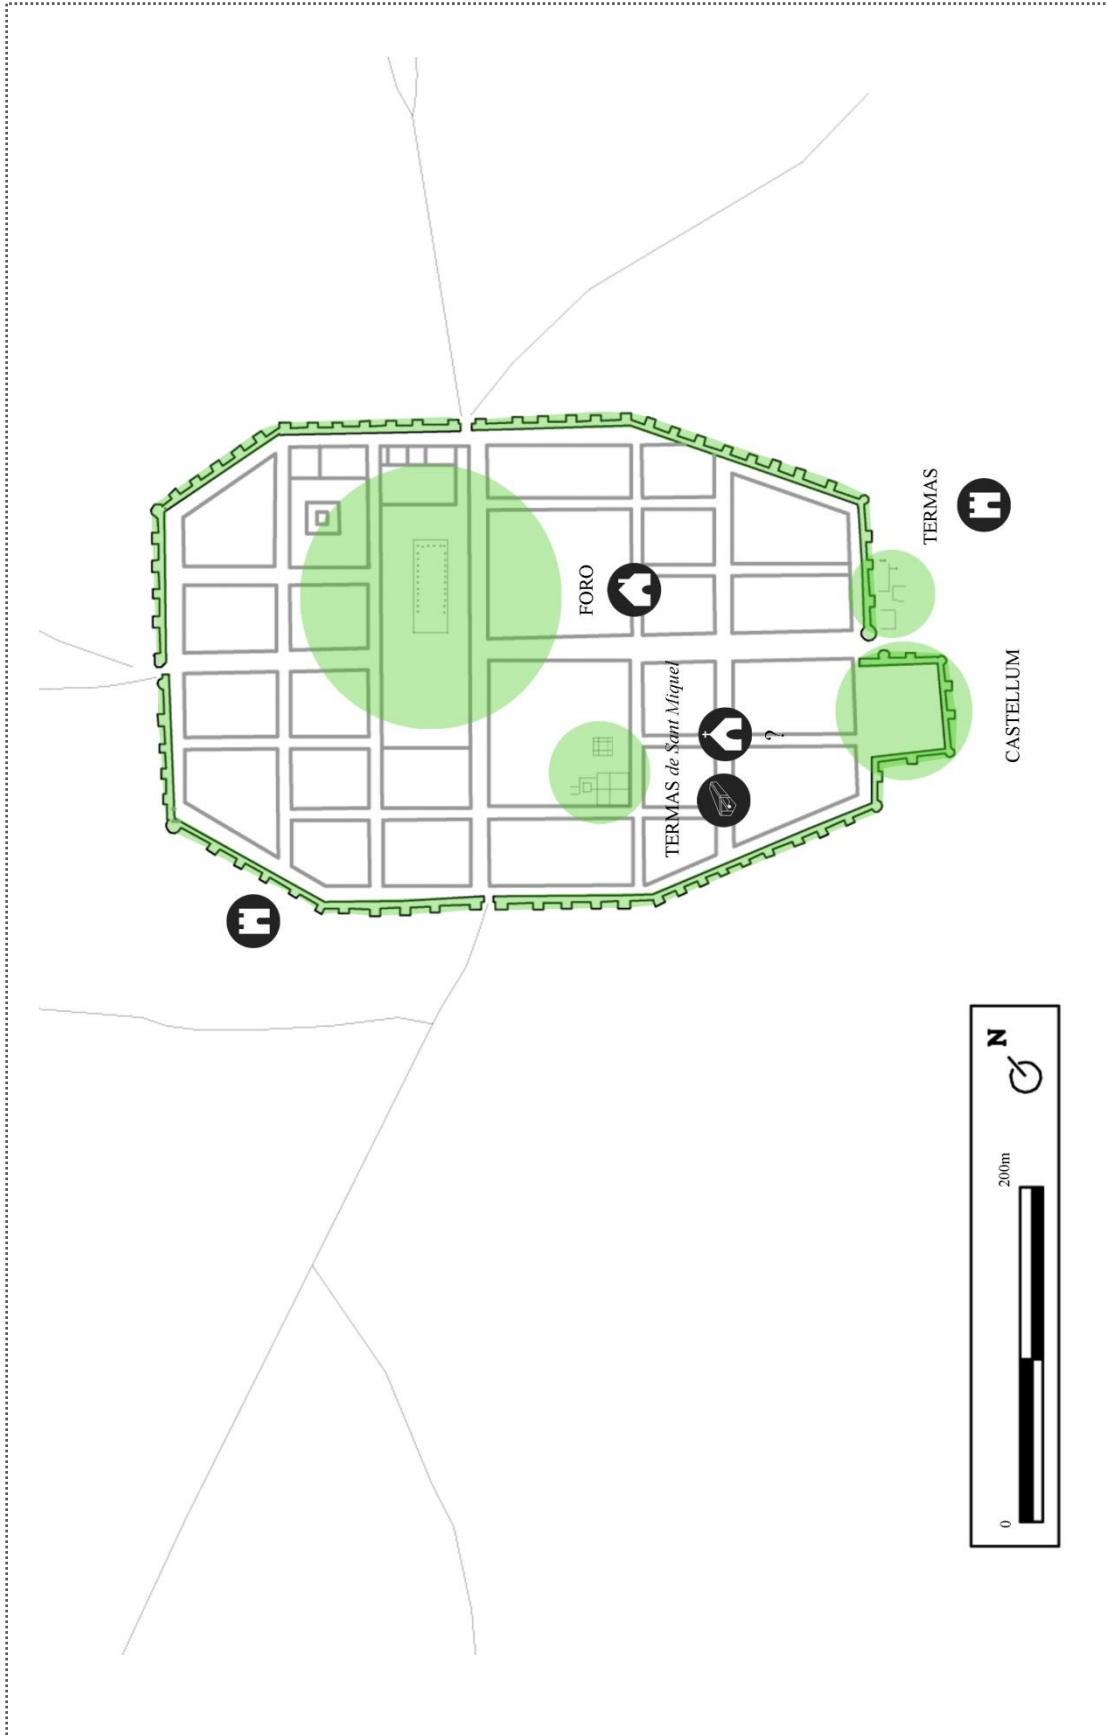 TERMAS
FORO
CASTELLUM
TERMAS de Sant Miquel
?
N
200m
0